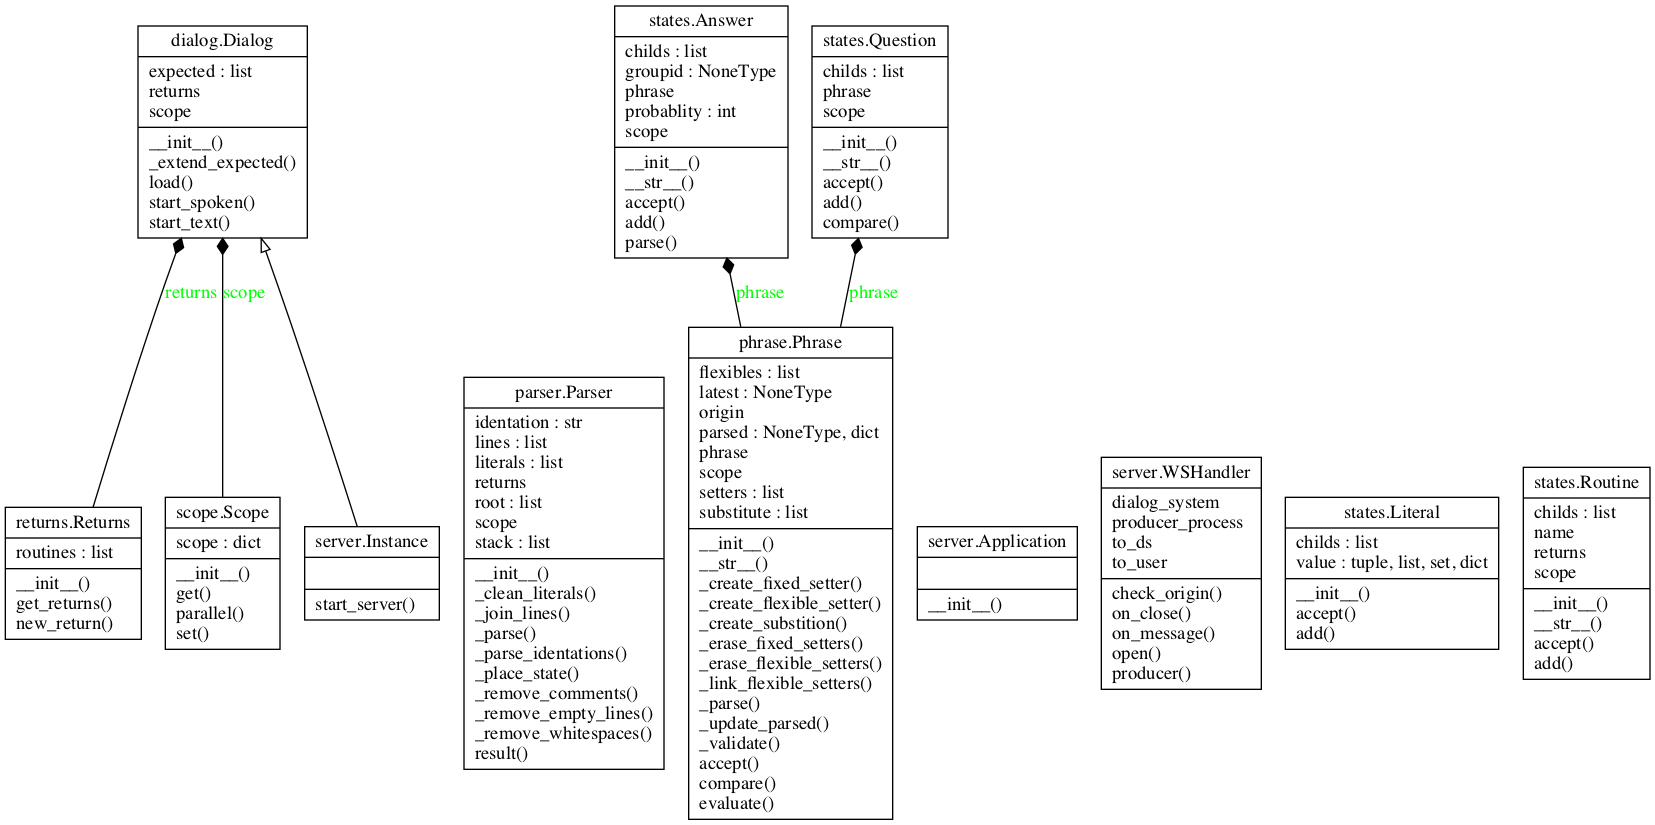 dialog.Dialog
expected : list
returns
scope
__init__()
_extend_expected()
load()
start_spoken()
start_text()
states.Answer
childs : list
groupid : NoneType
phrase
probablity : int
scope
__init__()
__str__()
accept()
add()
parse()
states.Question
childs : list
phrase
scope
__init__()
__str__()
accept()
add()
compare()
returns
scope
phrase
phrase
returns.Returns
routines : list
__init__()
get_returns()
new_return()
scope.Scope
scope : dict
__init__()
get()
parallel()
set()
server.Instance
start_server()
parser.Parser
identation : str
lines : list
literals : list
returns
root : list
scope
stack : list
__init__()
_clean_literals()
_join_lines()
_parse()
_parse_identations()
_place_state()
_remove_comments()
_remove_empty_lines()
_remove_whitespaces()
result()
phrase.Phrase
flexibles : list
latest : NoneType
origin
parsed : NoneType, dict
phrase
scope
setters : list
substitute : list
__init__()
__str__()
_create_fixed_setter()
_create_flexible_setter()
_create_substition()
_erase_fixed_setters()
_erase_flexible_setters()
_link_flexible_setters()
_parse()
_update_parsed()
_validate()
accept()
compare()
evaluate()
server.Application
__init__()
server.WSHandler
dialog_system
producer_process
to_ds
to_user
check_origin()
on_close()
on_message()
open()
producer()
states.Literal
childs : list
value : tuple, list, set, dict
__init__()
accept()
add()
states.Routine
childs : list
name
returns
scope
__init__()
__str__()
accept()
add()